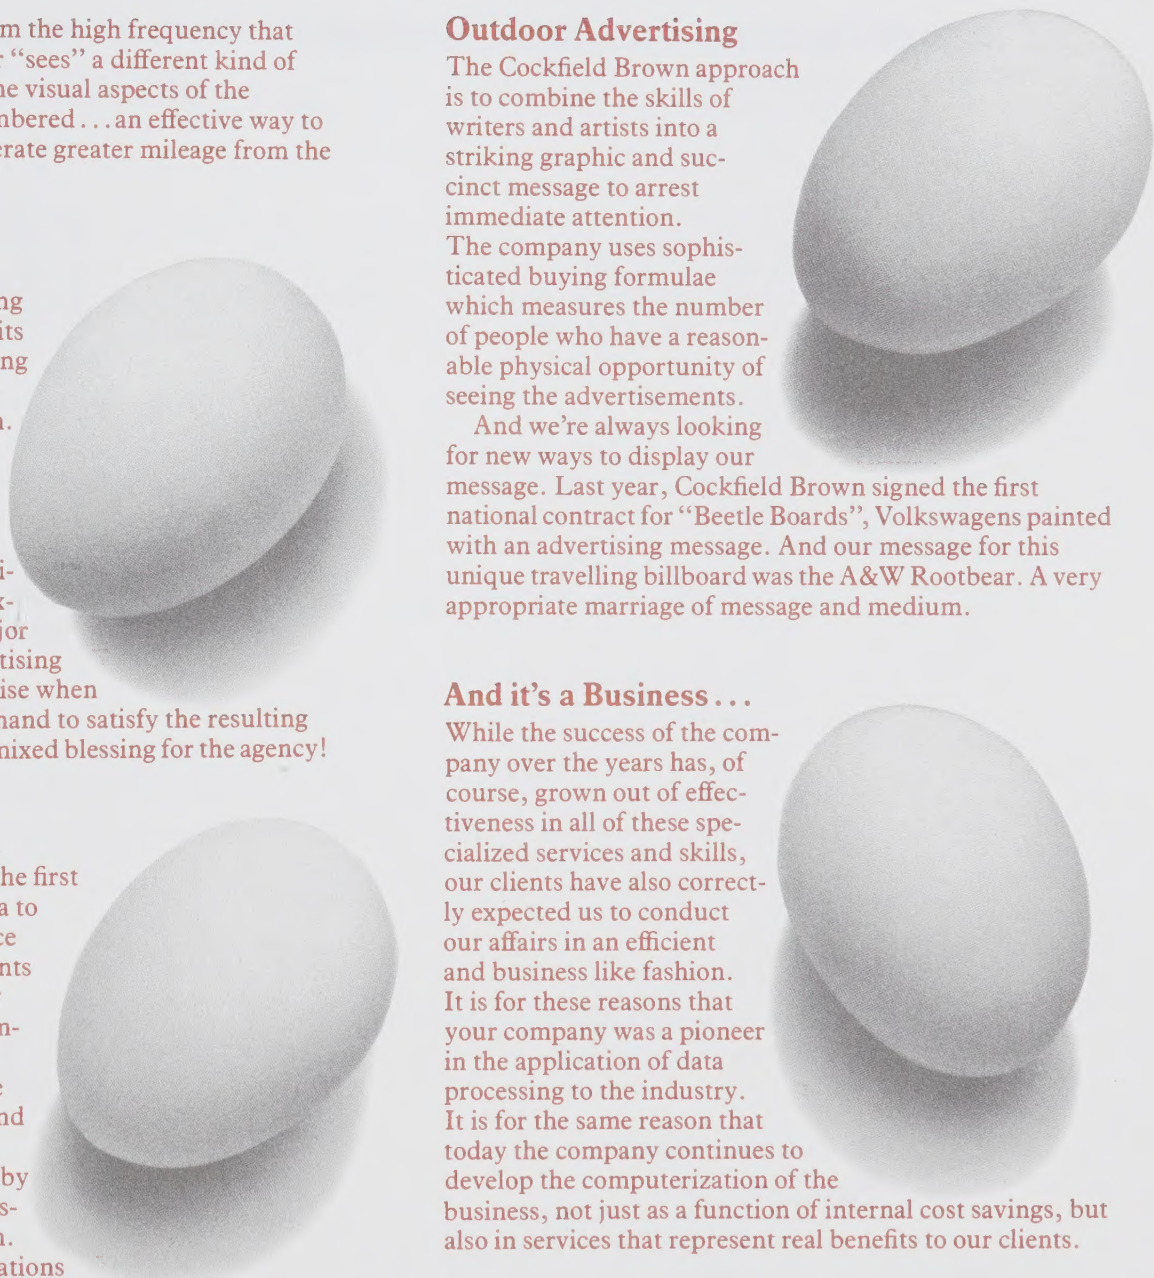 m the high frequency that
“sees” a different kind of
e visual aspects of the
nbered...an effective way to
erate greater mileage from the
ng
its
ng
.
i-
x-
jor
tising
ise when
hand to satisfy the resulting
mixed blessing for the agency!
he first
a to
ce
nts
n-
e
nd
by
s-
.
ations
Outdoor Advertising
The Cockfield Brown approach
is to combine the skills of
writers and artists into a
striking graphic and suc-
cinct message to arrest
immediate attention.
The company uses sophis-
ticated buying formulae
which measures the number
of people who have a reason-
able physical opportunity of
seeing the advertisements.
And we're always looking
for new ways to display our
message. Last year, Cockfield Brown signed the first
national contract for “Beetle Boards”, Volkswagens painted
with an advertising message. And our message for this
unique travelling billboard was the A&W Rootbear. A very
appropriate marriage of message and medium.
And it's a Business...
While the success of the com-
pany over the years has, of
course, grown out of effec-
tiveness in all of these spe-
cialized services and skills,
our clients have also correct-
ly expected us to conduct
our affairs in an efficient
and business like fashion.
It is for these reasons that
your company was a pioneer
in the application of data
processing to the industry.
It is for the same reason that
today the company continues to
develop the computerization of the
business, not just as a function of internal cost savings, but
also in services that represent real benefits to our clients.